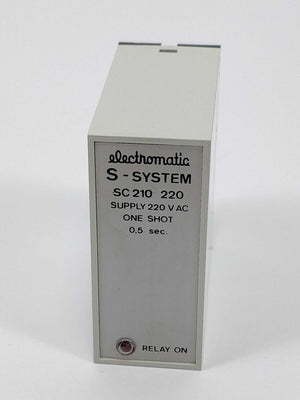 electromatic
S-SYSTEM
SC 210 220
SUPPLY 220 V AC
ONE SHOT
0,5 sec.
RELAY ON